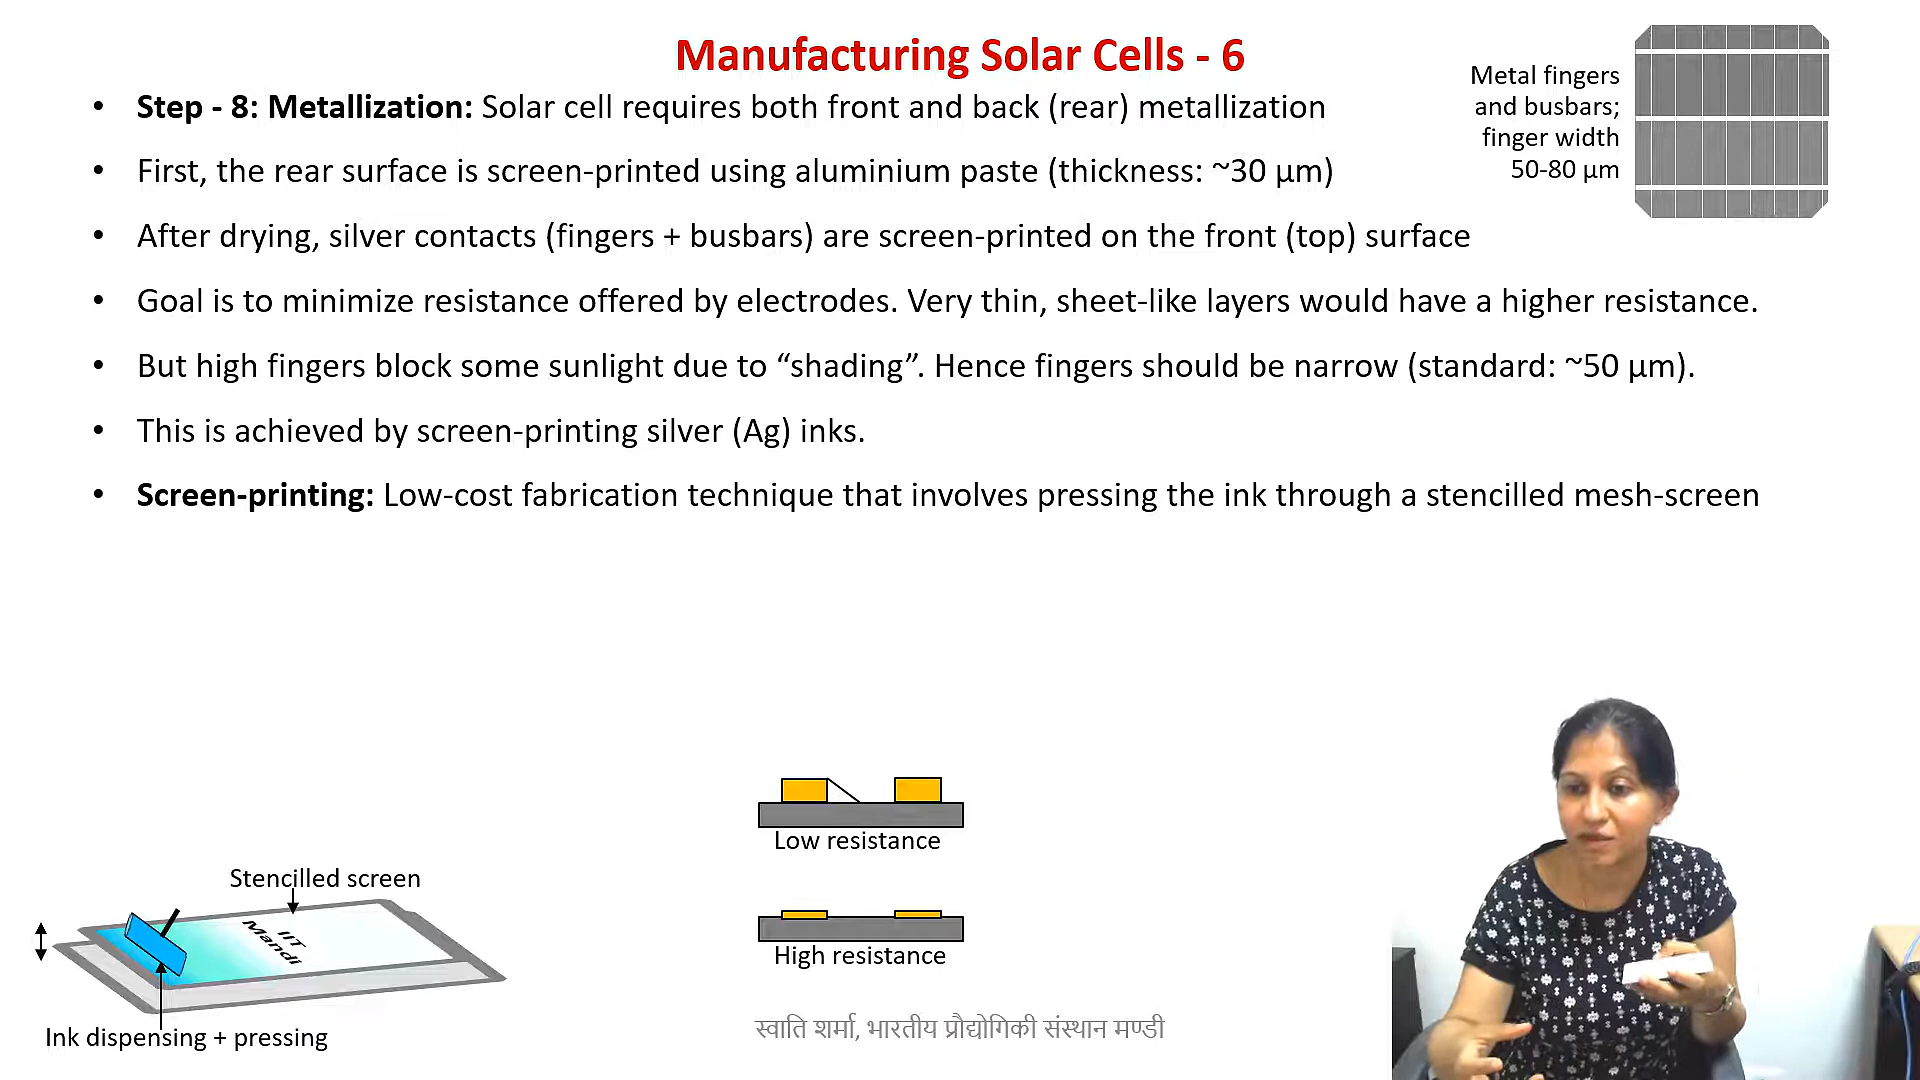 Manufacturing Solar Cells - 6
Metal fingers
and busbars;
finger width
50-80 µm
• Step - 8: Metallization: Solar cell requires both front and back (rear) metallization
• First, the rear surface is screen-printed using aluminium paste (thickness: ~30 µm)
• After drying, silver contacts (fingers + busbars) are screen-printed on the front (top) surface
• Goal is to minimize resistance offered by electrodes. Very thin, sheet-like layers would have a higher resistance.
• But high fingers block some sunlight due to “shading”. Hence fingers should be narrow (standard: ~50 µm).
• This is achieved by screen-printing silver (Ag) inks.
• Screen-printing: Low-cost fabrication technique that involves pressing the ink through a stencilled mesh-screen
Low resistance
High resistance
Stencilled screen
IIT
Mandi
Ink dispensing + pressing
स्वाति शर्मा, भारतीय प्रौद्योगिकी संस्थान मण्डी